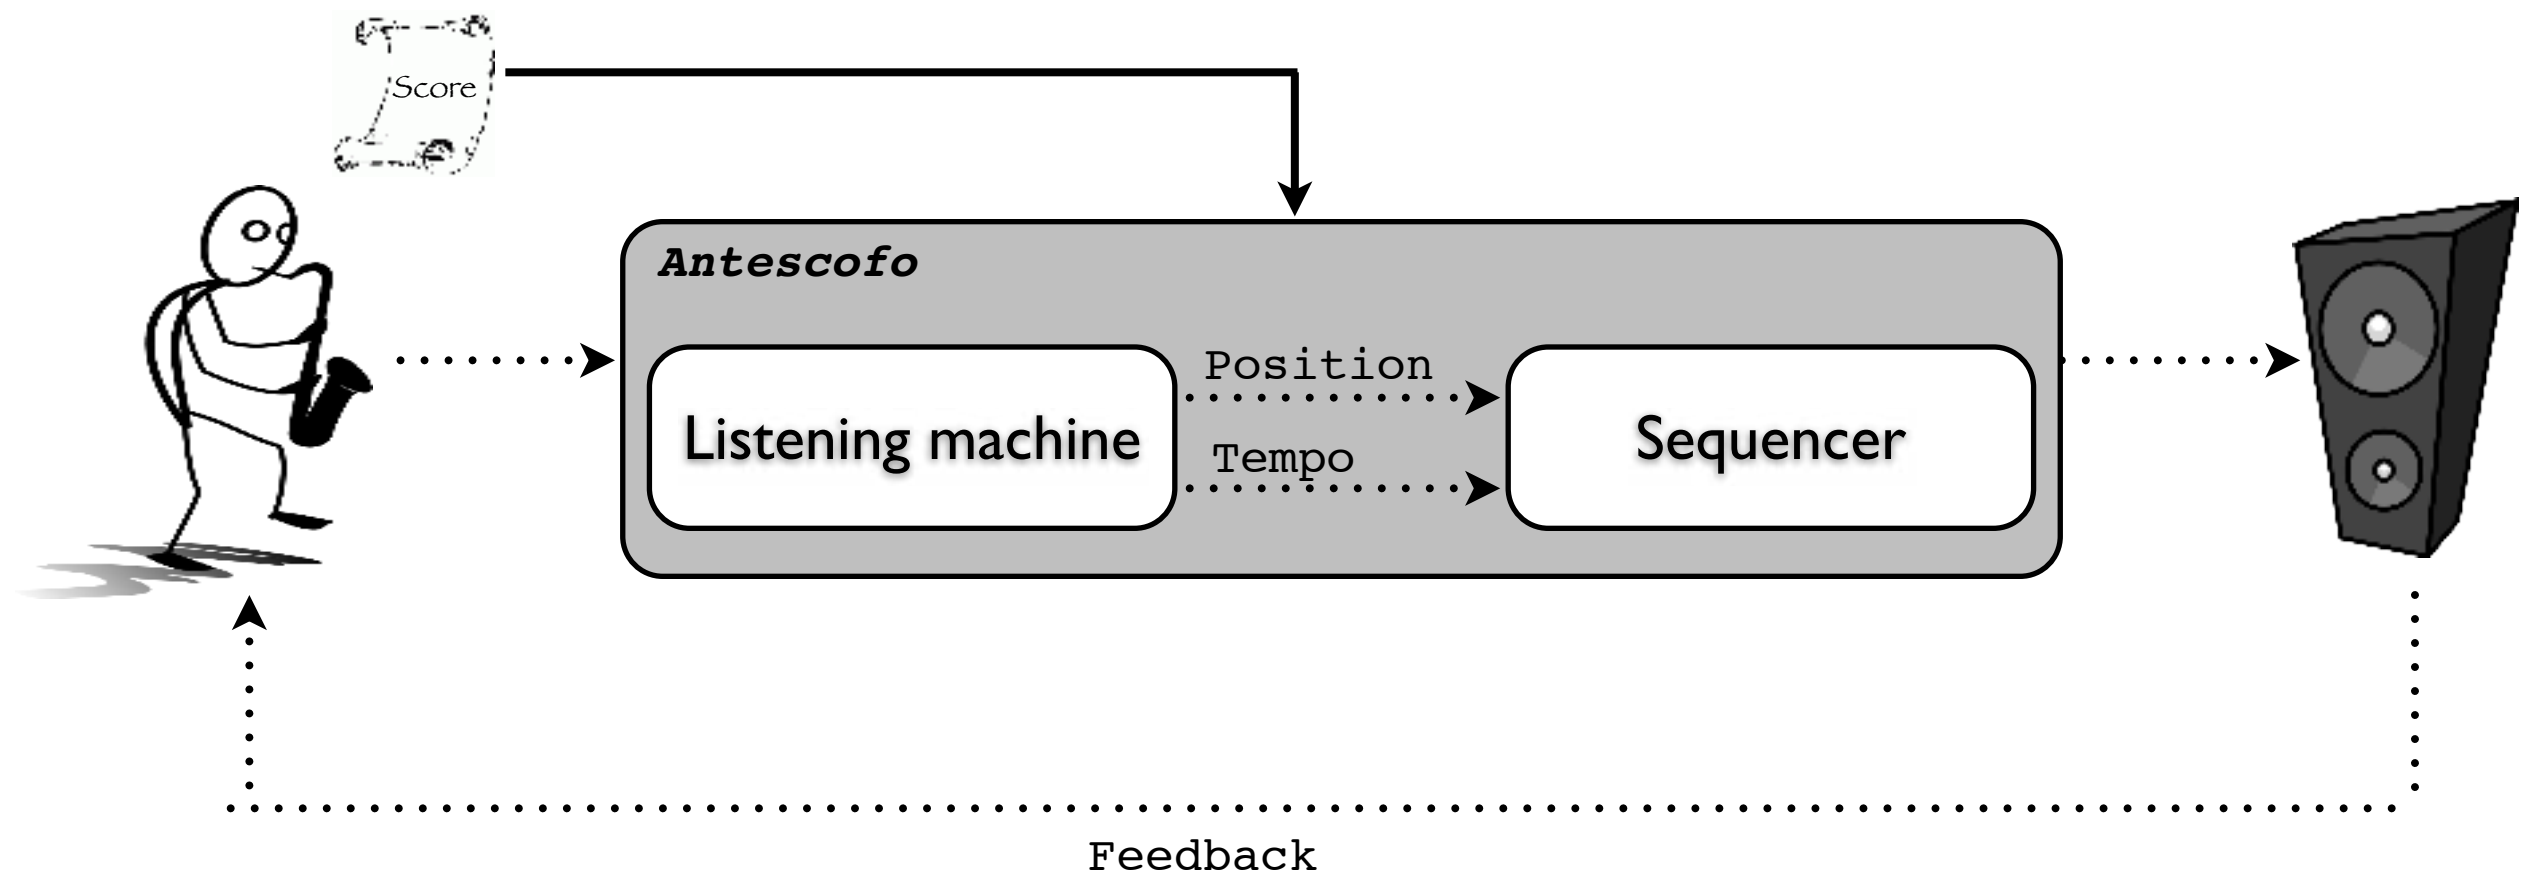 Score
Antescofo
Position
Listening machine
Sequencer
Tempo
Feedback